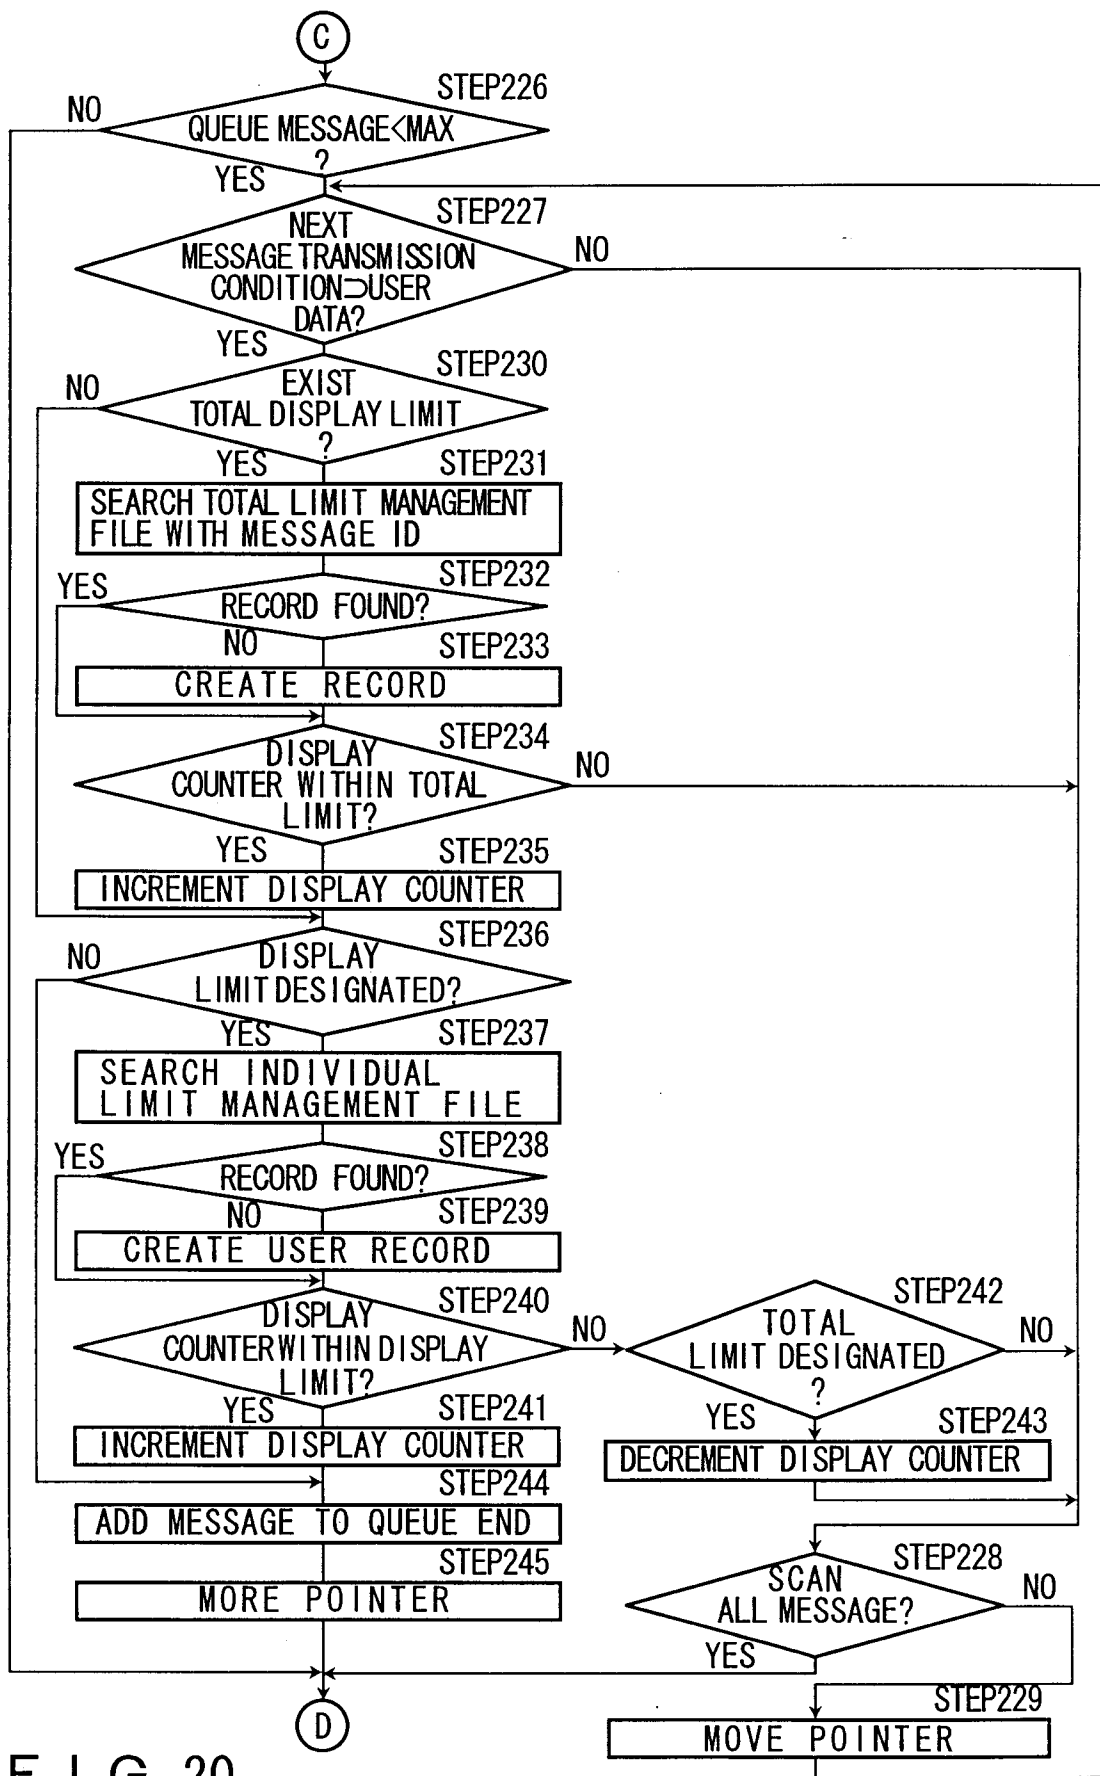 C
STEP226
NO
QUEUE MESSAGE<MAX
?
YES
STEP227
NEXT
MESSAGE TRANSMISSION
CONDITION⊃USER
DATA?
NO
YES
STEP230
NO
EXIST
TOTAL DISPLAY LIMIT
?
YES
STEP231
SEARCH TOTAL LIMIT MANAGEMENT
FILE WITH MESSAGE ID
STEP232
YES
RECORD FOUND?
NO
STEP233
CREATE RECORD
STEP234
DISPLAY
COUNTER WITHIN TOTAL
LIMIT?
NO
YES
STEP235
INCREMENT DISPLAY COUNTER
STEP236
NO
DISPLAY
LIMIT DESIGNATED?
YES
STEP237
SEARCH INDIVIDUAL
LIMIT MANAGEMENT FILE
STEP238
YES
RECORD FOUND?
NO
STEP239
CREATE USER RECORD
STEP240
DISPLAY
COUNTER WITHIN DISPLAY
LIMIT?
NO
STEP242
TOTAL
LIMIT DESIGNATED
?
NO
YES
STEP241
INCREMENT DISPLAY COUNTER
YES
STEP243
DECREMENT DISPLAY COUNTER
STEP244
ADD MESSAGE TO QUEUE END
STEP245
MORE POINTER
STEP228
SCAN
ALL MESSAGE?
NO
YES
STEP229
MOVE POINTER
D
FIG. 20